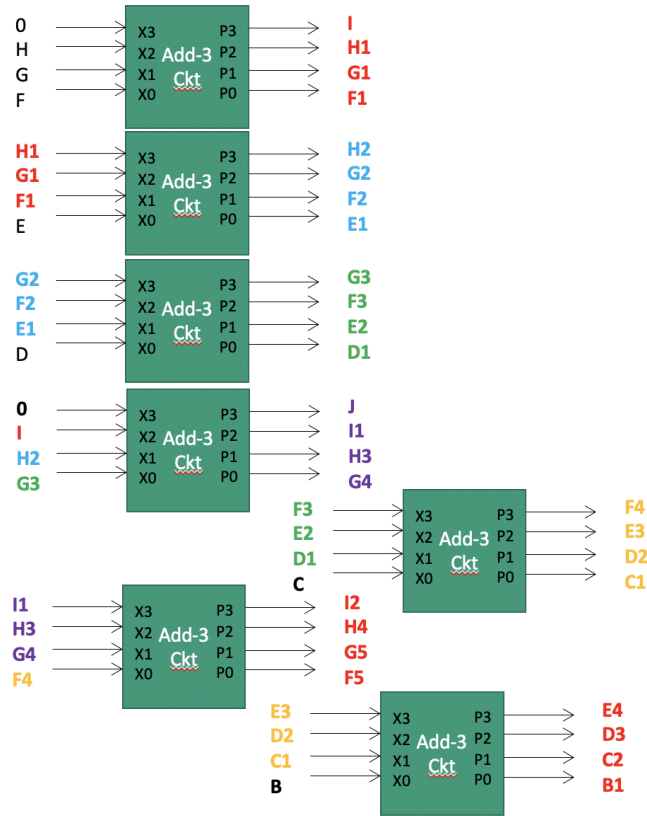 0 X3 P3 I
H X2 Add-3 P2 H1
G X1 Ckt P1 G1
F X0 P0 F1
H1 X3 P3 H2
G1 X2 Add-3 P2 G2
F1 X1 Ckt P1 F2
E X0 P0 E1
G2 X3 P3 G3
F2 X2 Add-3 P2 F3
E1 X1 Ckt P1 E2
D X0 P0 D1
0 X3 P3 J
I X2 Add-3 P2 I1
H2 X1 Ckt P1 H3
G3 X0 P0 G4
F3 X3 P3 F4
E2 X2 Add-3 P2 E3
D1 X1 Ckt P1 D2
C X0 P0 C1
I1 X3 P3 I2
H3 X2 Add-3 P2 H4
G4 X1 Ckt P1 G5
F4 X0 P0 F5
E3 X3 P3 E4
D2 X2 Add-3 P2 D3
C1 X1 Ckt P1 C2
B X0 P0 B1